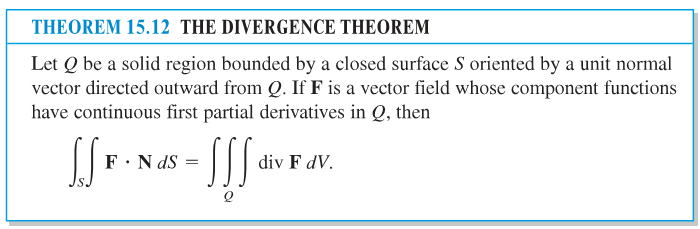 THEOREM 15.12 THE DIVERGENCE THEOREM
Let Q be a solid region bounded by a closed surface S oriented by a unit normal
vector directed outward from Q. If F is a vector field whose component functions
have continuous first partial derivatives in Q, then
∬_S F · N dS = ∭_Q div F dV.